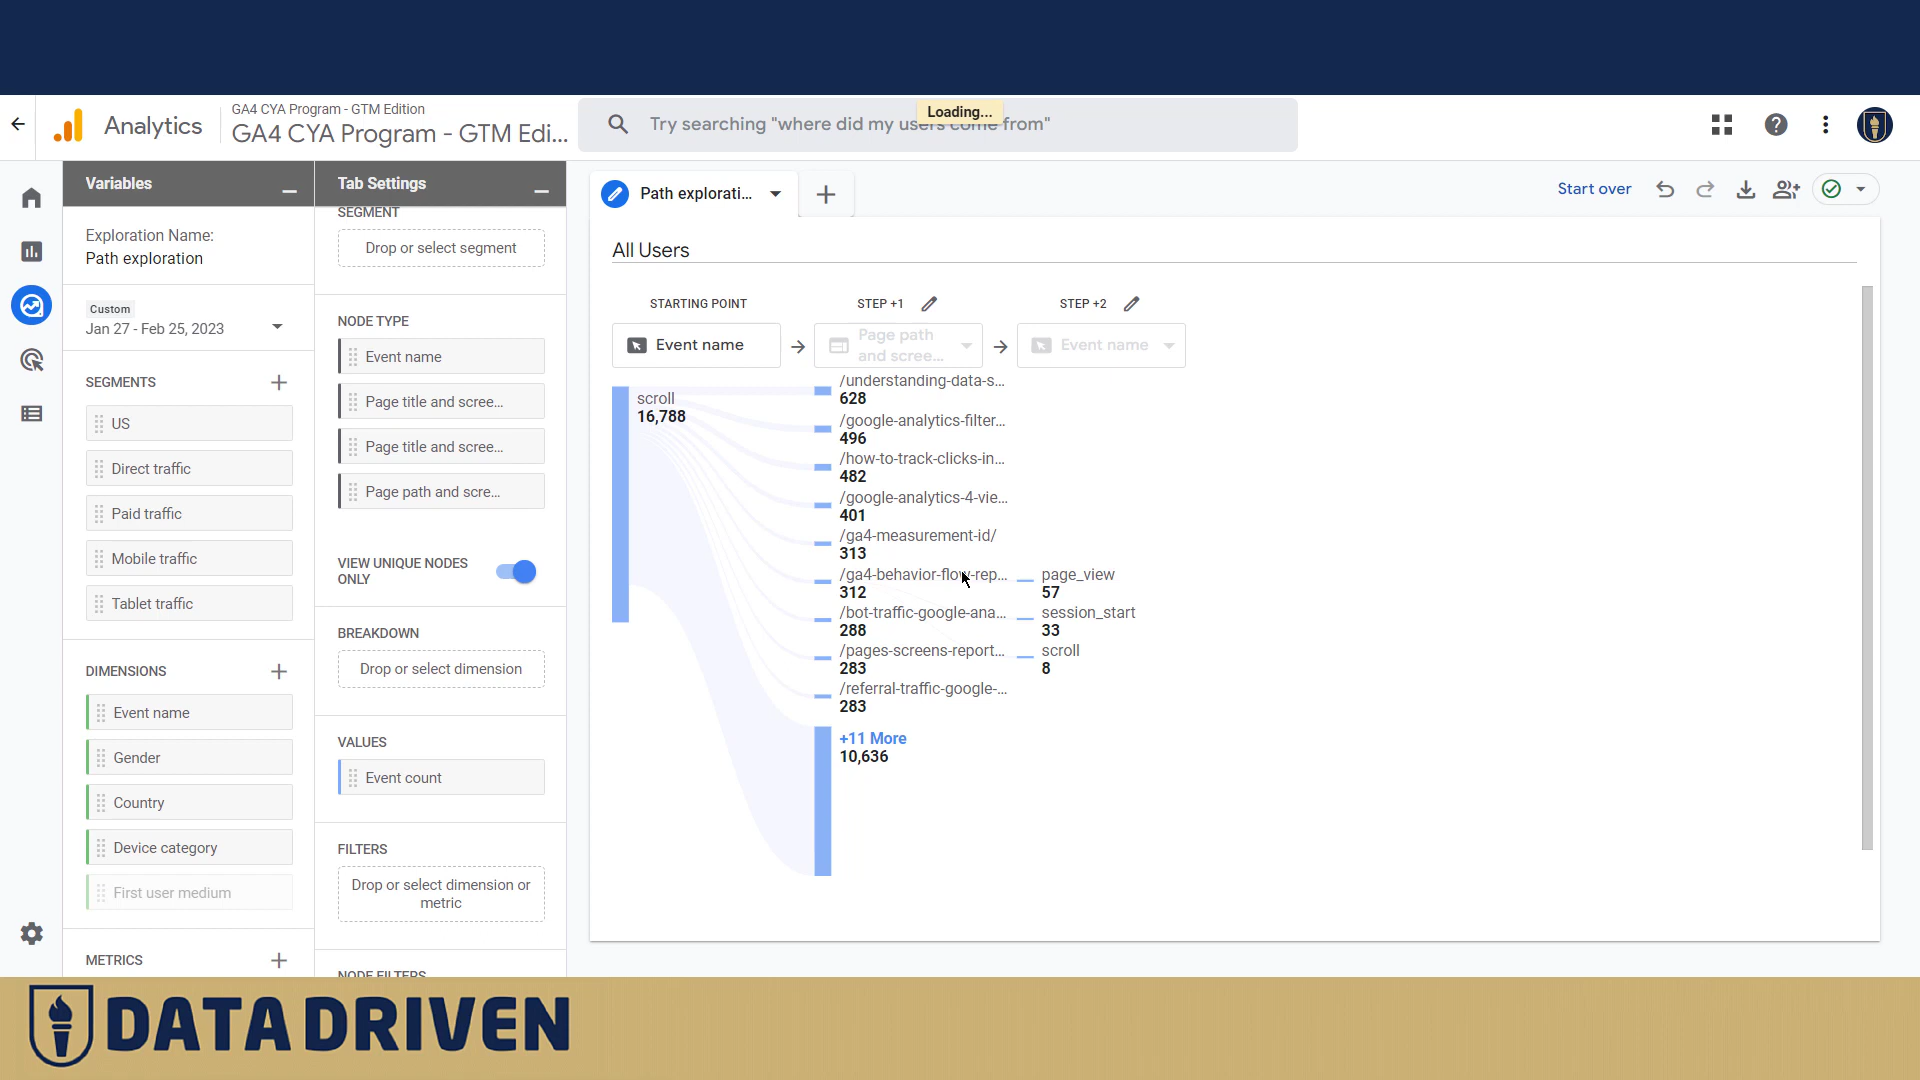 GA4 CYA Program - GTM Edition
Analytics
GA4 CYA Program - GTM Edi...
Try searching "where did my users come from"
Loading...
Variables
Exploration Name:
Path exploration
Custom
Jan 27 - Feb 25, 2023
SEGMENTS
US
Direct traffic
Paid traffic
Mobile traffic
Tablet traffic
DIMENSIONS
Event name
Gender
Country
Device category
First user medium
METRICS
Tab Settings
SEGMENT
Drop or select segment
NODE TYPE
Event name
Page title and scree...
Page title and scree...
Page path and scre...
VIEW UNIQUE NODES
ONLY
BREAKDOWN
Drop or select dimension
VALUES
Event count
FILTERS
Drop or select dimension or
metric
NODE FILTERS
Path explorati...
Start over
All Users
STARTING POINT
STEP +1
STEP +2
Event name
Page path
and scree...
Event name
scroll
16,788
/understanding-data-s...
628
/google-analytics-filter...
496
/how-to-track-clicks-in...
482
/google-analytics-4-vie...
401
/ga4-measurement-id/
313
/ga4-behavior-flow-rep...
312
/bot-traffic-google-ana...
288
/pages-screens-report...
283
/referral-traffic-google-...
283
+11 More
10,636
page_view
57
session_start
33
scroll
8
DATA DRIVEN